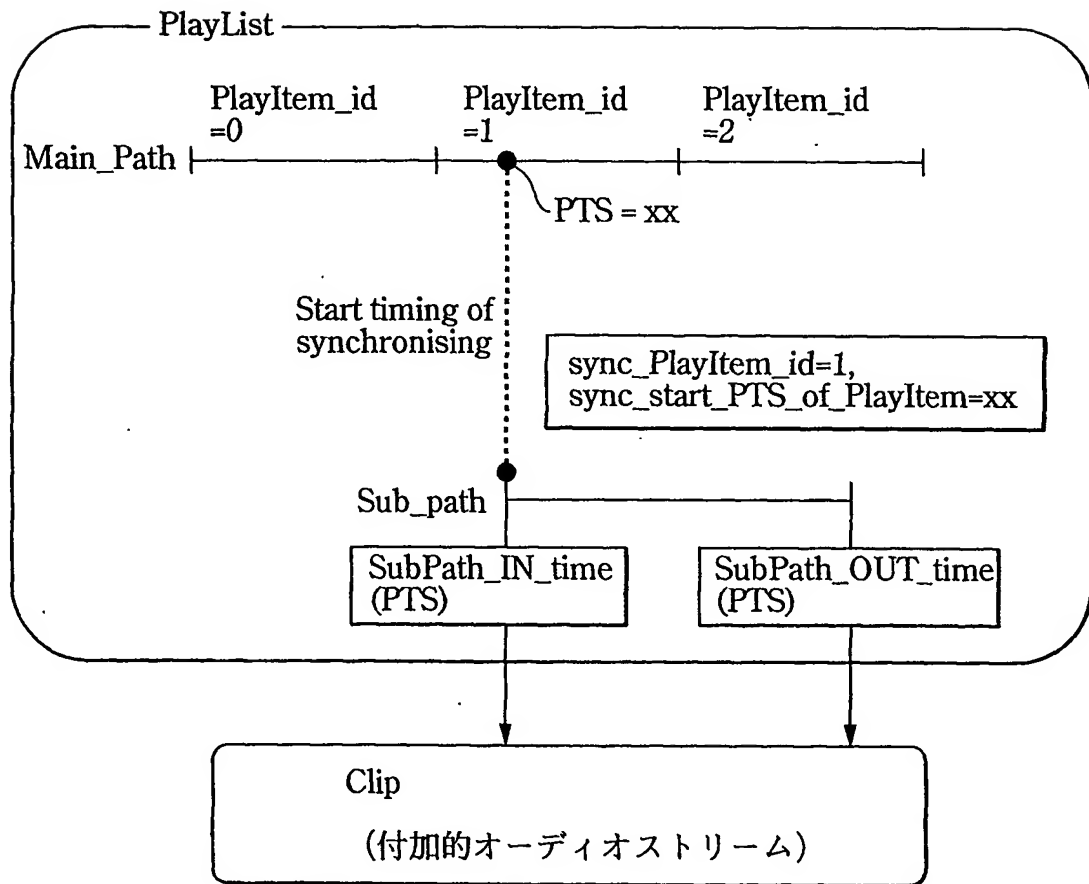 PlayList
PlayItem_id
=0
PlayItem_id
=1
PlayItem_id
=2
Main_Path
PTS = xx
Start timing of
synchronising
sync_PlayItem_id=1,
sync_start_PTS_of_PlayItem=xx
Sub_path
SubPath_IN_time
(PTS)
SubPath_OUT_time
(PTS)
Clip
(付加的オーディオストリーム)